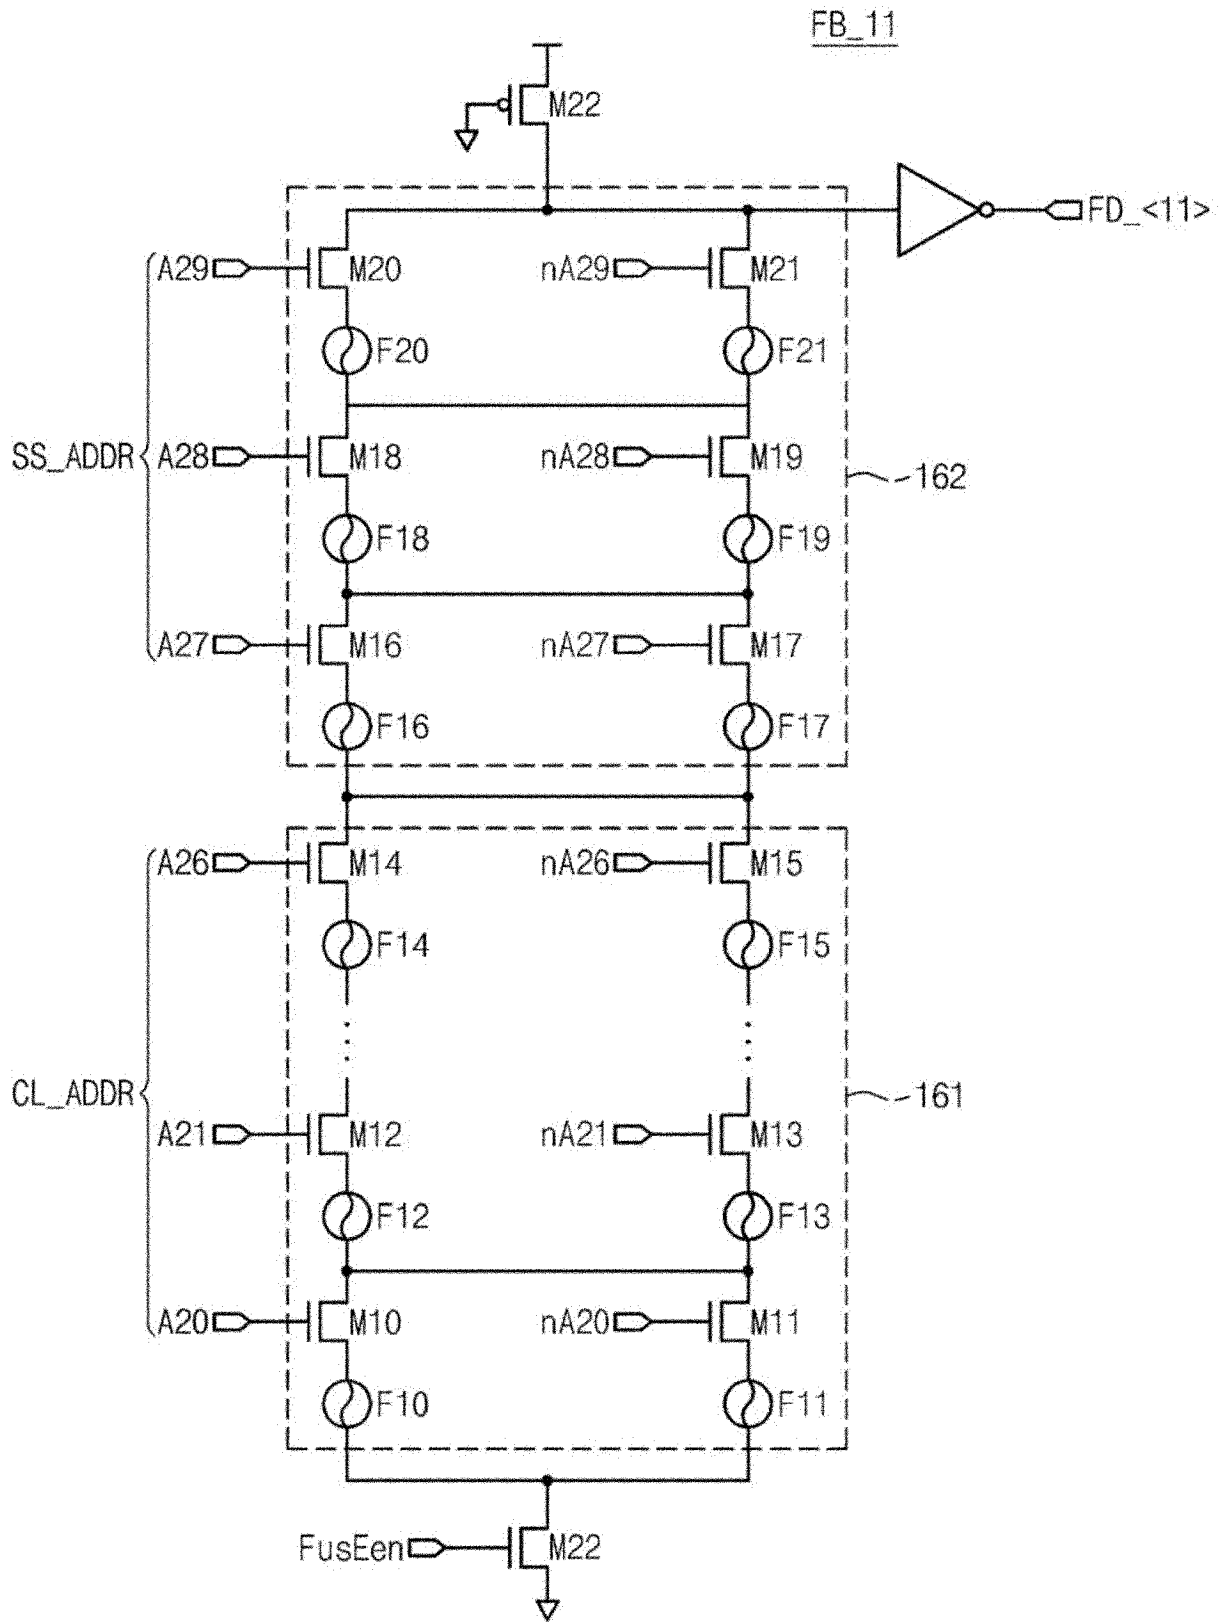 FB_11
M22
FD_<11>
A29 M20 nA29 M21
F20 F21
SS_ADDR A28 M18 nA28 M19
162
F18 F19
A27 M16 nA27 M17
F16 F17
A26 M14 nA26 M15
F14 F15
CL_ADDR
161
A21 M12 nA21 M13
F12 F13
A20 M10 nA20 M11
F10 F11
FusEen M22